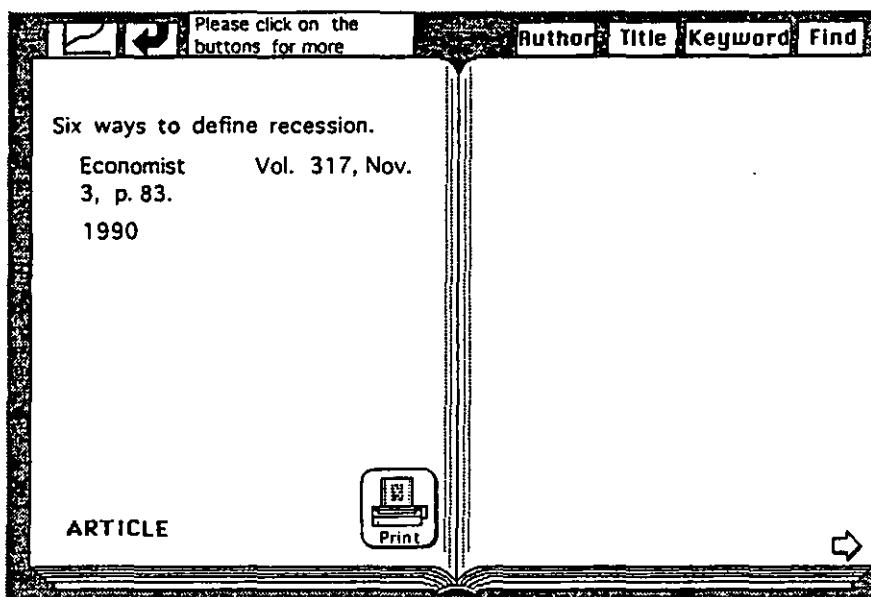 Please click on the
buttons for more
Author Title Keyword Find
Six ways to define recession.
Economist Vol. 317, Nov.
3, p. 83.
1990
ARTICLE
Print